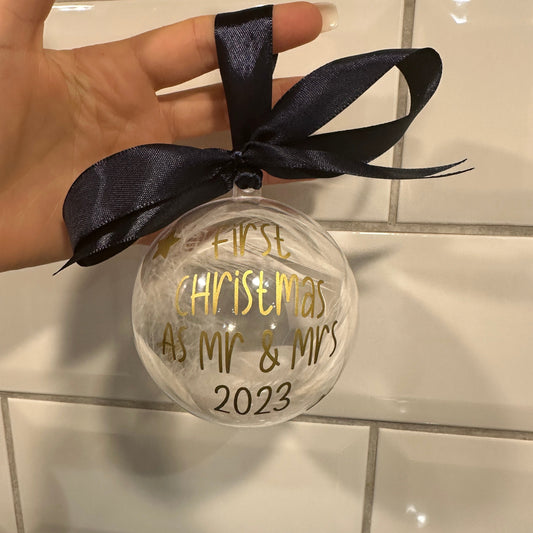 First
CHRisTmas
As MR & MRs
2023